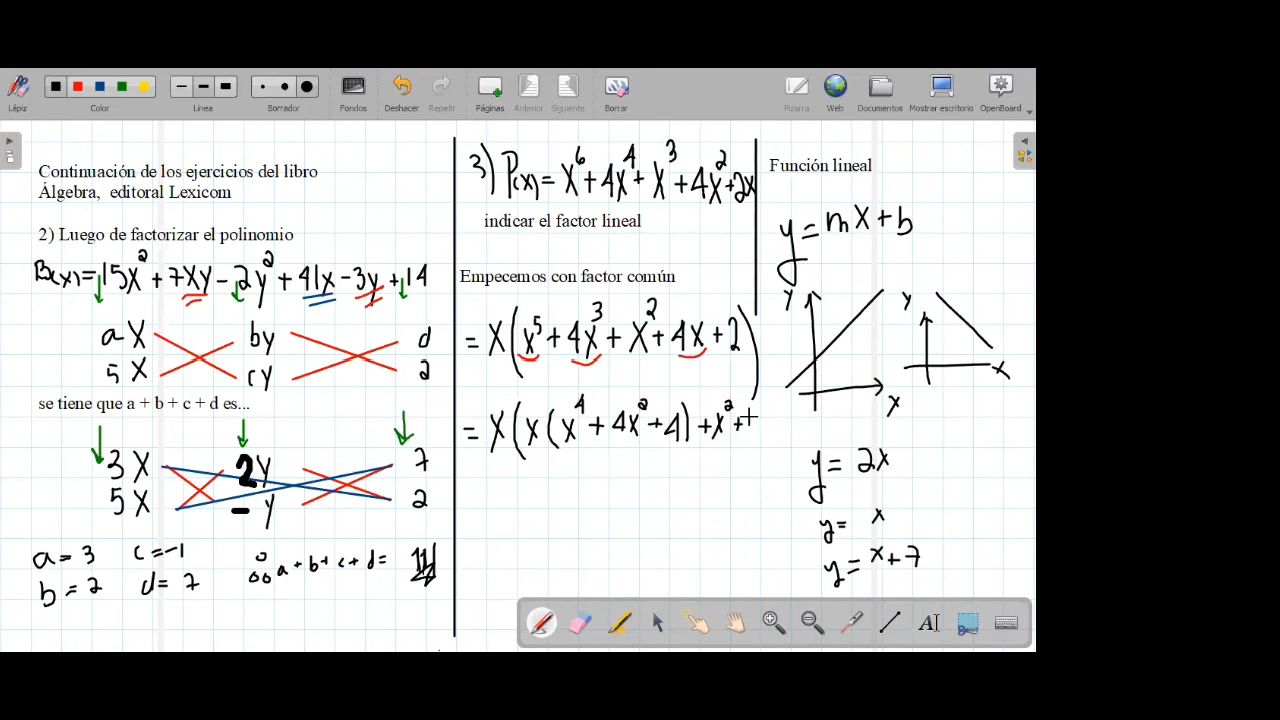 Lápiz Color Línea Borrador Fondos Deshacer Repetir Páginas Anterior Siguiente Borrar Pizarra Web Documentos Mostrar escritorio OpenBoard
Continuación de los ejercicios del libro
Álgebra, editoral Lexicom
2) Luego de factorizar el polinomio
B(x) = 15x² + 7xy - 2y² + 41x - 3y + 14
ax by d
5x cy 2
se tiene que a + b + c + d es...
3x 2y 7
5x -y 2
a = 3 c = -1
b = 2 d = 7
a + b + c + d = 11
3) P(x) = x⁶ + 4x⁴ + x³ + 4x² + 2x
indicar el factor lineal
Empecemos con factor común
= x(x⁵ + 4x³ + x² + 4x + 2)
= x(x(x⁴ + 4x² + 4) + x² +
Función lineal
y = mx + b
y y
x x
y = 2x
y = x
y = x + 7
AI